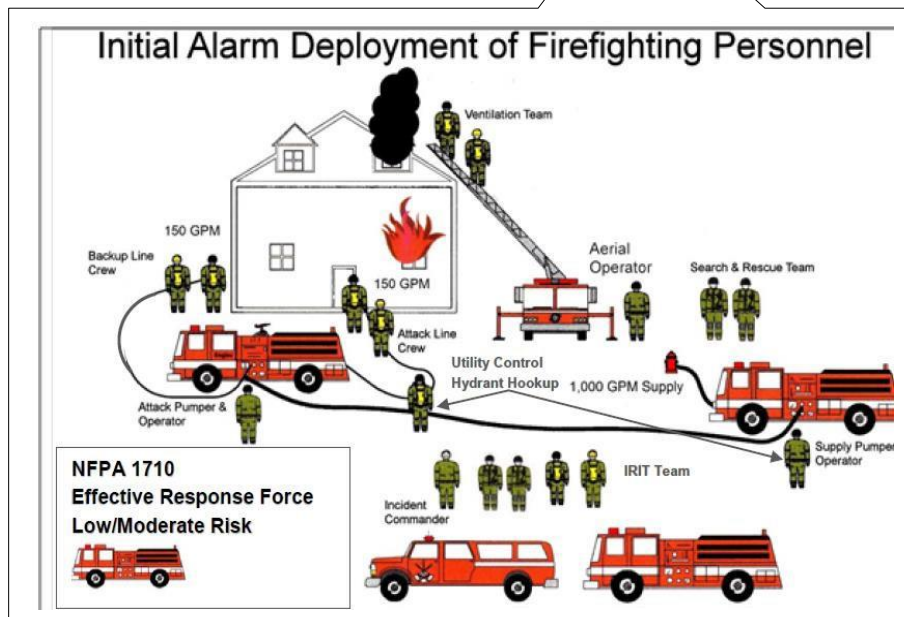 Initial Alarm Deployment of Firefighting Personnel
Ventilation Team
150 GPM
Backup Line
Crew
Aerial
Operator
Search & Rescue Team
150 GPM
Attack Line
Crew
Utility Control
Hydrant Hookup
1,000 GPM Supply
Attack Pumper &
Operator
Supply Pumper
Operator
IRIT Team
Incident
Commander
NFPA 1710
Effective Response Force
Low/Moderate Risk